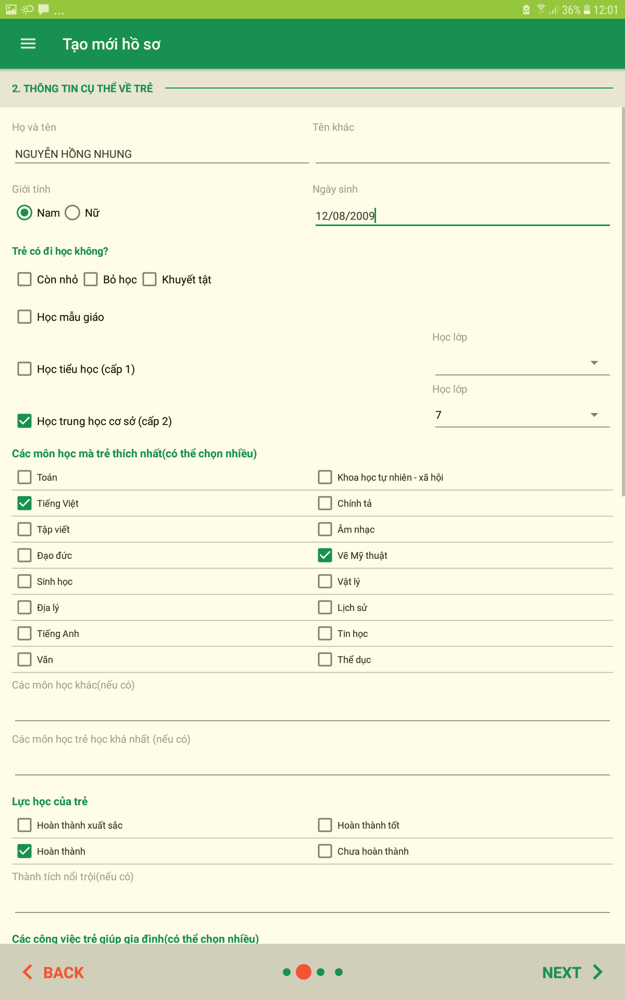 ... 36% 12:01
Tạo mới hồ sơ
2. THÔNG TIN CỤ THỂ VỀ TRẺ
Họ và tên Tên khác
NGUYỄN HỒNG NHUNG
Giới tính Ngày sinh
Nam Nữ 12/08/2009
Trẻ có đi học không?
Còn nhỏ Bỏ học Khuyết tật
Học mẫu giáo
Học lớp
Học tiểu học (cấp 1)
Học lớp
Học trung học cơ sở (cấp 2) 7
Các môn học mà trẻ thích nhất(có thể chọn nhiều)
Toán Khoa học tự nhiên - xã hội
Tiếng Việt Chính tả
Tập viết Âm nhạc
Đạo đức Vẽ Mỹ thuật
Sinh học Vật lý
Địa lý Lịch sử
Tiếng Anh Tin học
Văn Thể dục
Các môn học khác(nếu có)
Các môn học trẻ học khá nhất (nếu có)
Lực học của trẻ
Hoàn thành xuất sắc Hoàn thành tốt
Hoàn thành Chưa hoàn thành
Thành tích nổi trội(nếu có)
Các công việc trẻ giúp gia đình(có thể chọn nhiều)
BACK NEXT